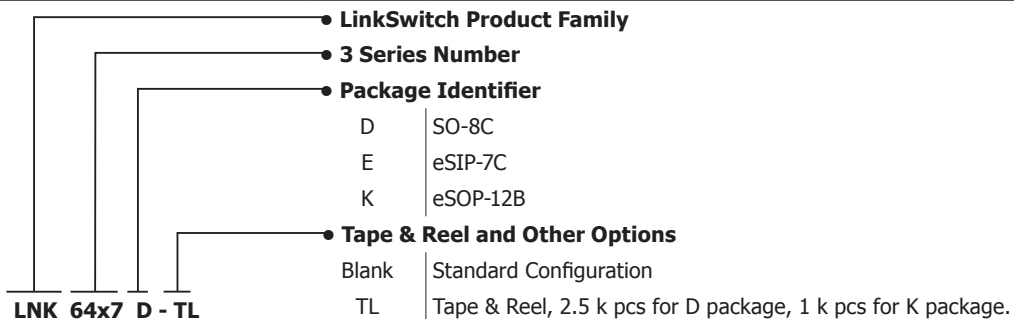 • LinkSwitch Product Family
• 3 Series Number
• Package Identifier
D SO-8C
E eSIP-7C
K eSOP-12B
• Tape & Reel and Other Options
Blank Standard Configuration
LNK 64x7 D - TL
TL Tape & Reel, 2.5 k pcs for D package, 1 k pcs for K package.